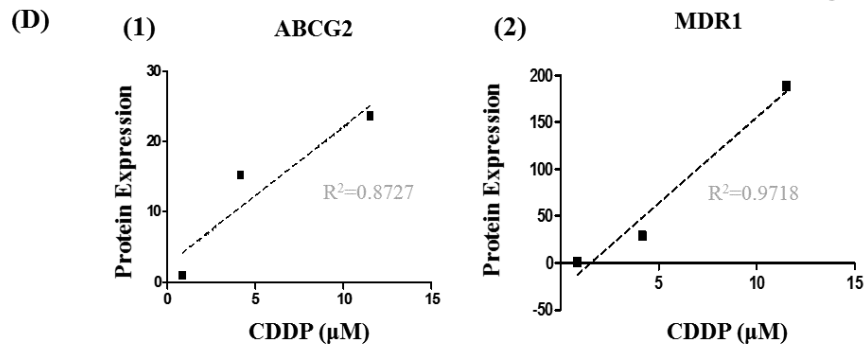 (D)
(1)
ABCG2
Protein Expression
30
20
10
0
0
5
10
15
R²=0.8727
CDDP (μM)
(2)
MDR1
Protein Expression
200
150
100
50
0
-50
5
10
15
R²=0.9718
CDDP (μM)